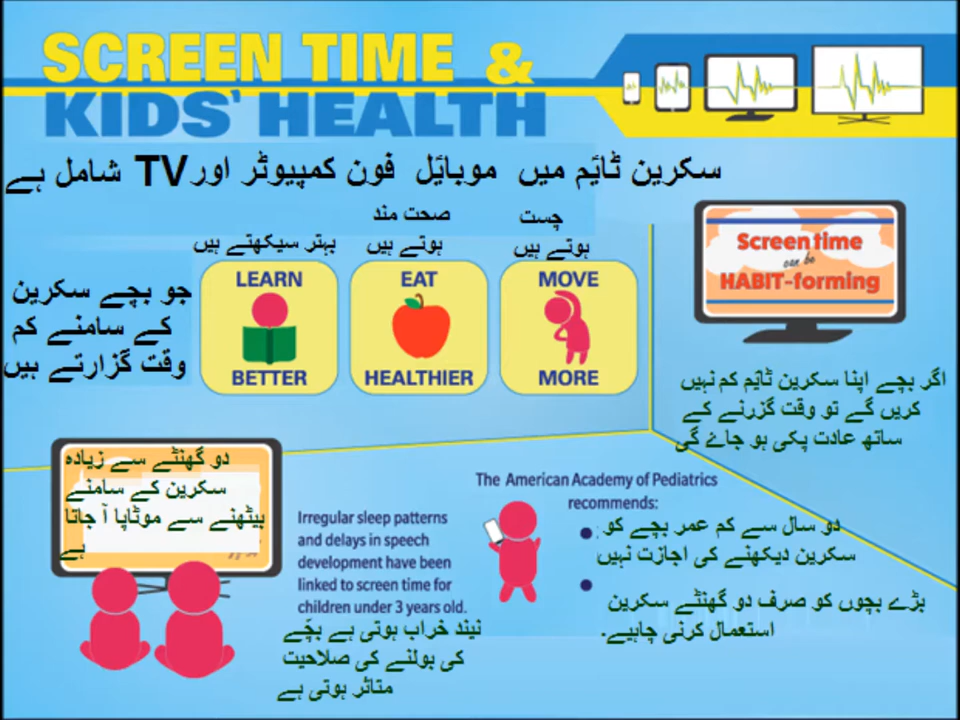 SCREEN TIME &
KIDS' HEALTH
سکرین ٹائم میں موبائل فون کمپیوٹر اور TV شامل ہے
جو بچے سکرین
کے سامنے کم
وقت گزارتے ہیں
بہتر سیکھتے ہیں
LEARN
BETTER
صحت مند
ہوتے ہیں
EAT
HEALTHIER
چست
ہوتے ہیں
MOVE
MORE
Screen time
can be
HABIT-forming
اگر بچے اپنا سکرین ٹائم کم نہیں
کریں گے تو وقت گزرنے کے
ساتھ عادت پکی ہو جاۓ گی
دو گھنٹے سے زیادہ
سکرین کے سامنے
بیٹھنے سے موٹاپا آ جاتا
ہے
Irregular sleep patterns
and delays in speech
development have been
linked to screen time for
children under 3 years old.
نیند خراب ہوتی ہے بچّے
کی بولنے کی صلاحیت
متاثر ہوتی ہے
The American Academy of Pediatrics
recommends:
دو سال سے کم عمر بچے کو
سکرین دیکھنے کی اجازت نہیں
بڑے بچوں کو صرف دو گھنٹے سکرین
استعمال کرنی چاہیے۔